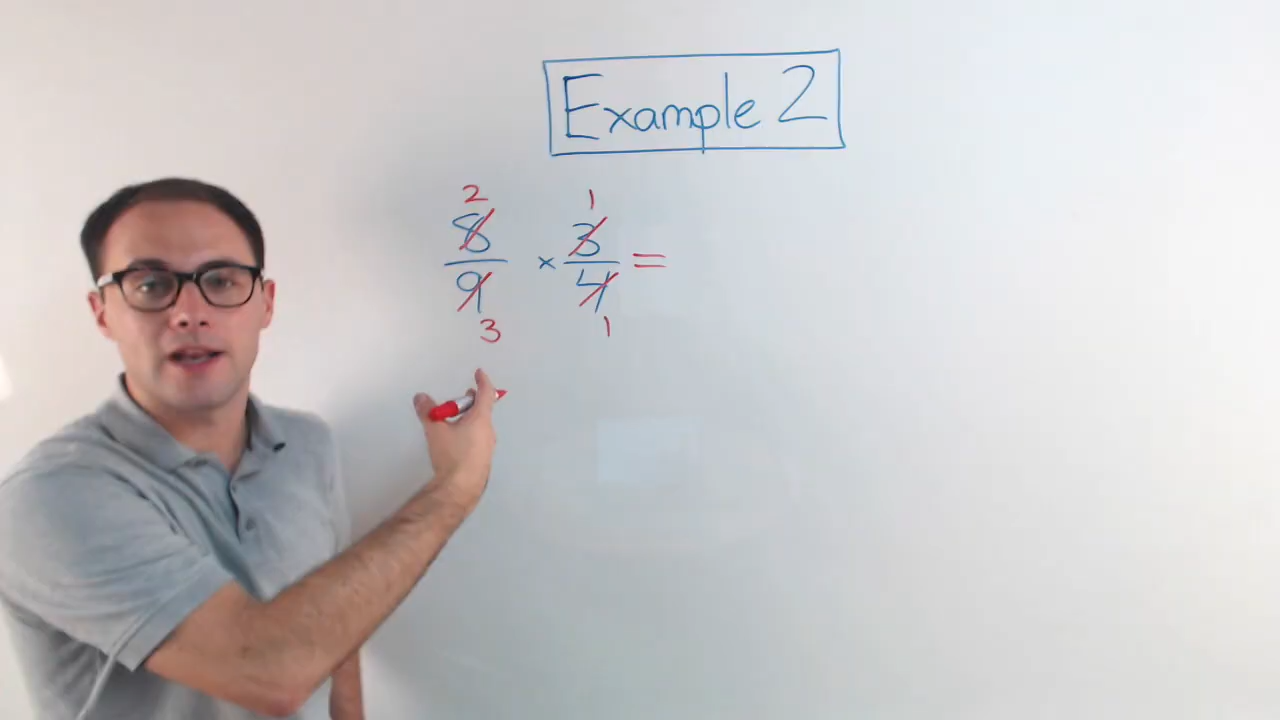 Example 2
2 1
8 3
— × — =
9 4
3 1